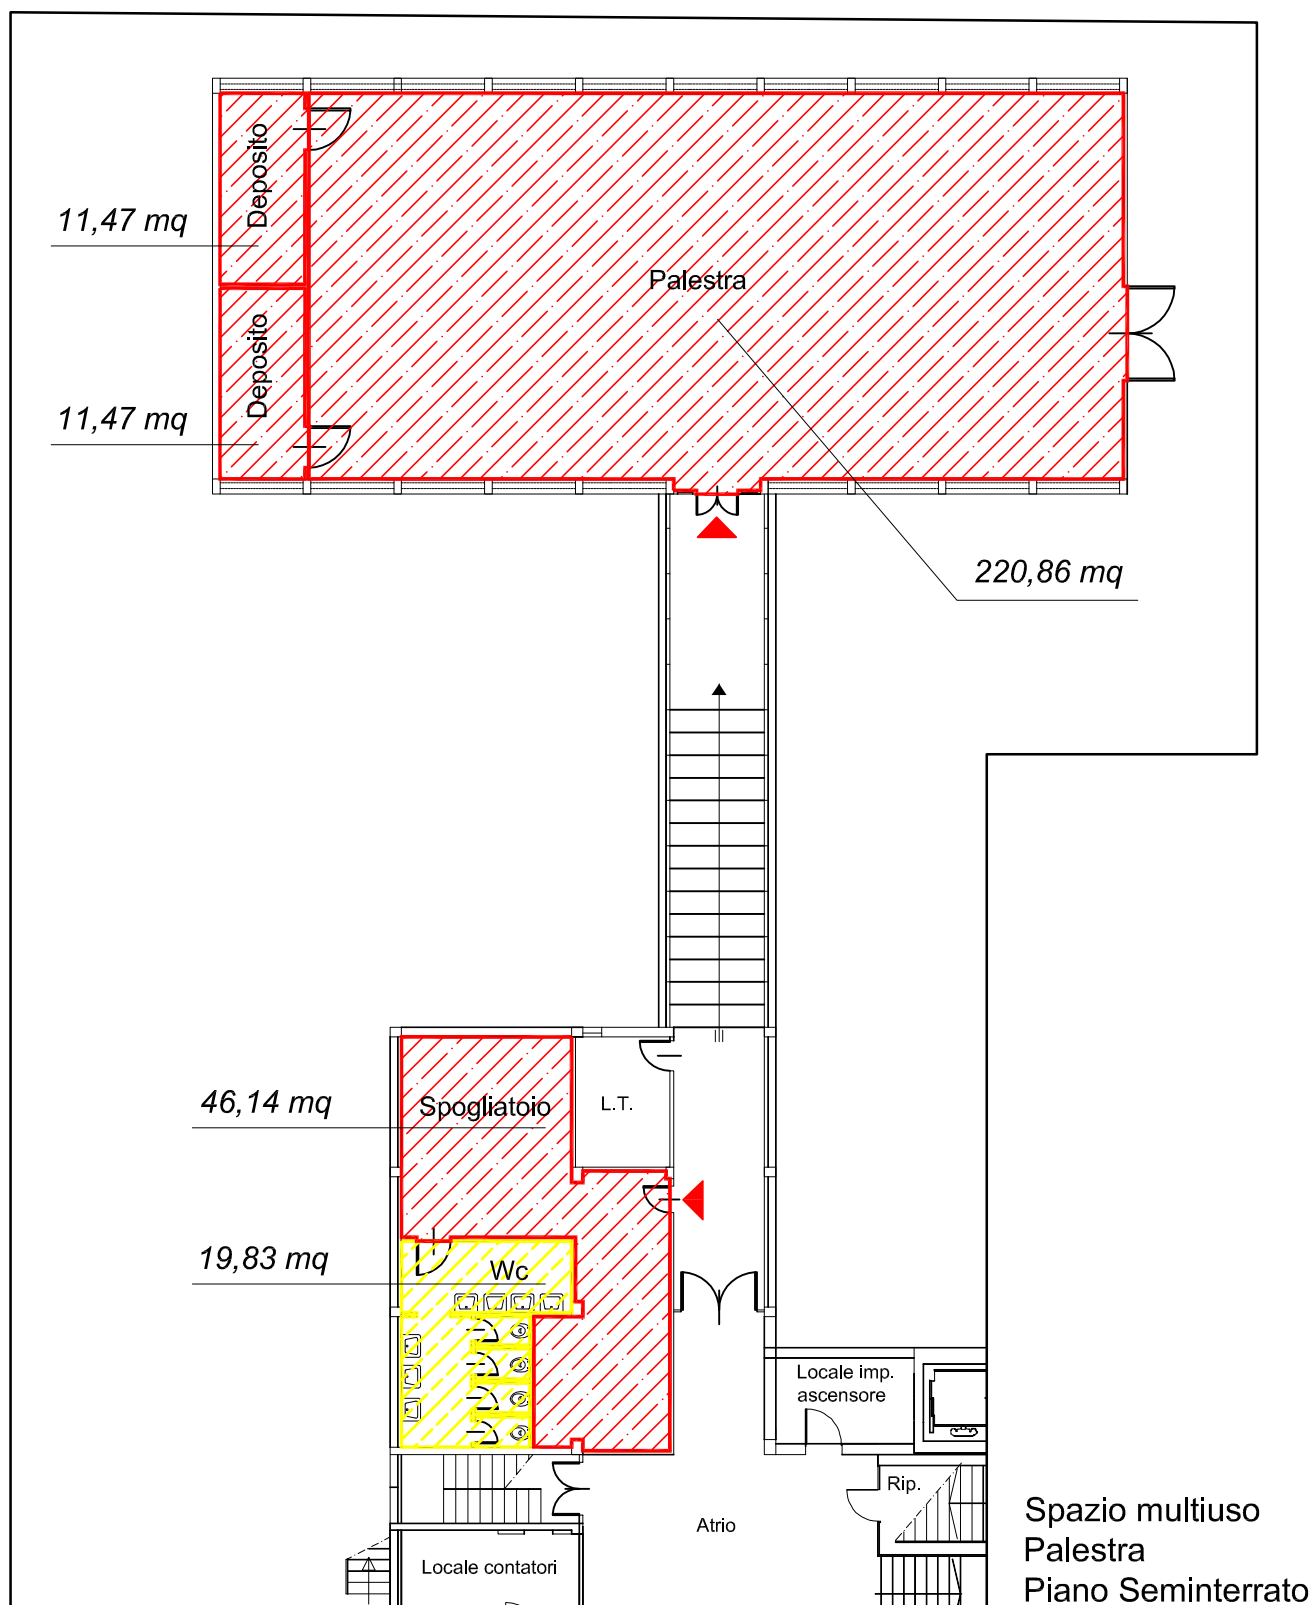 Deposito
11,47 mq
Palestra
Deposito
11,47 mq
220,86 mq
46,14 mq
Spogliatoio
L.T.
19,83 mq
Wc
Locale imp.
ascensore
Rip.
Atrio
Locale contatori
Spazio multiuso
Palestra
Piano Seminterrato